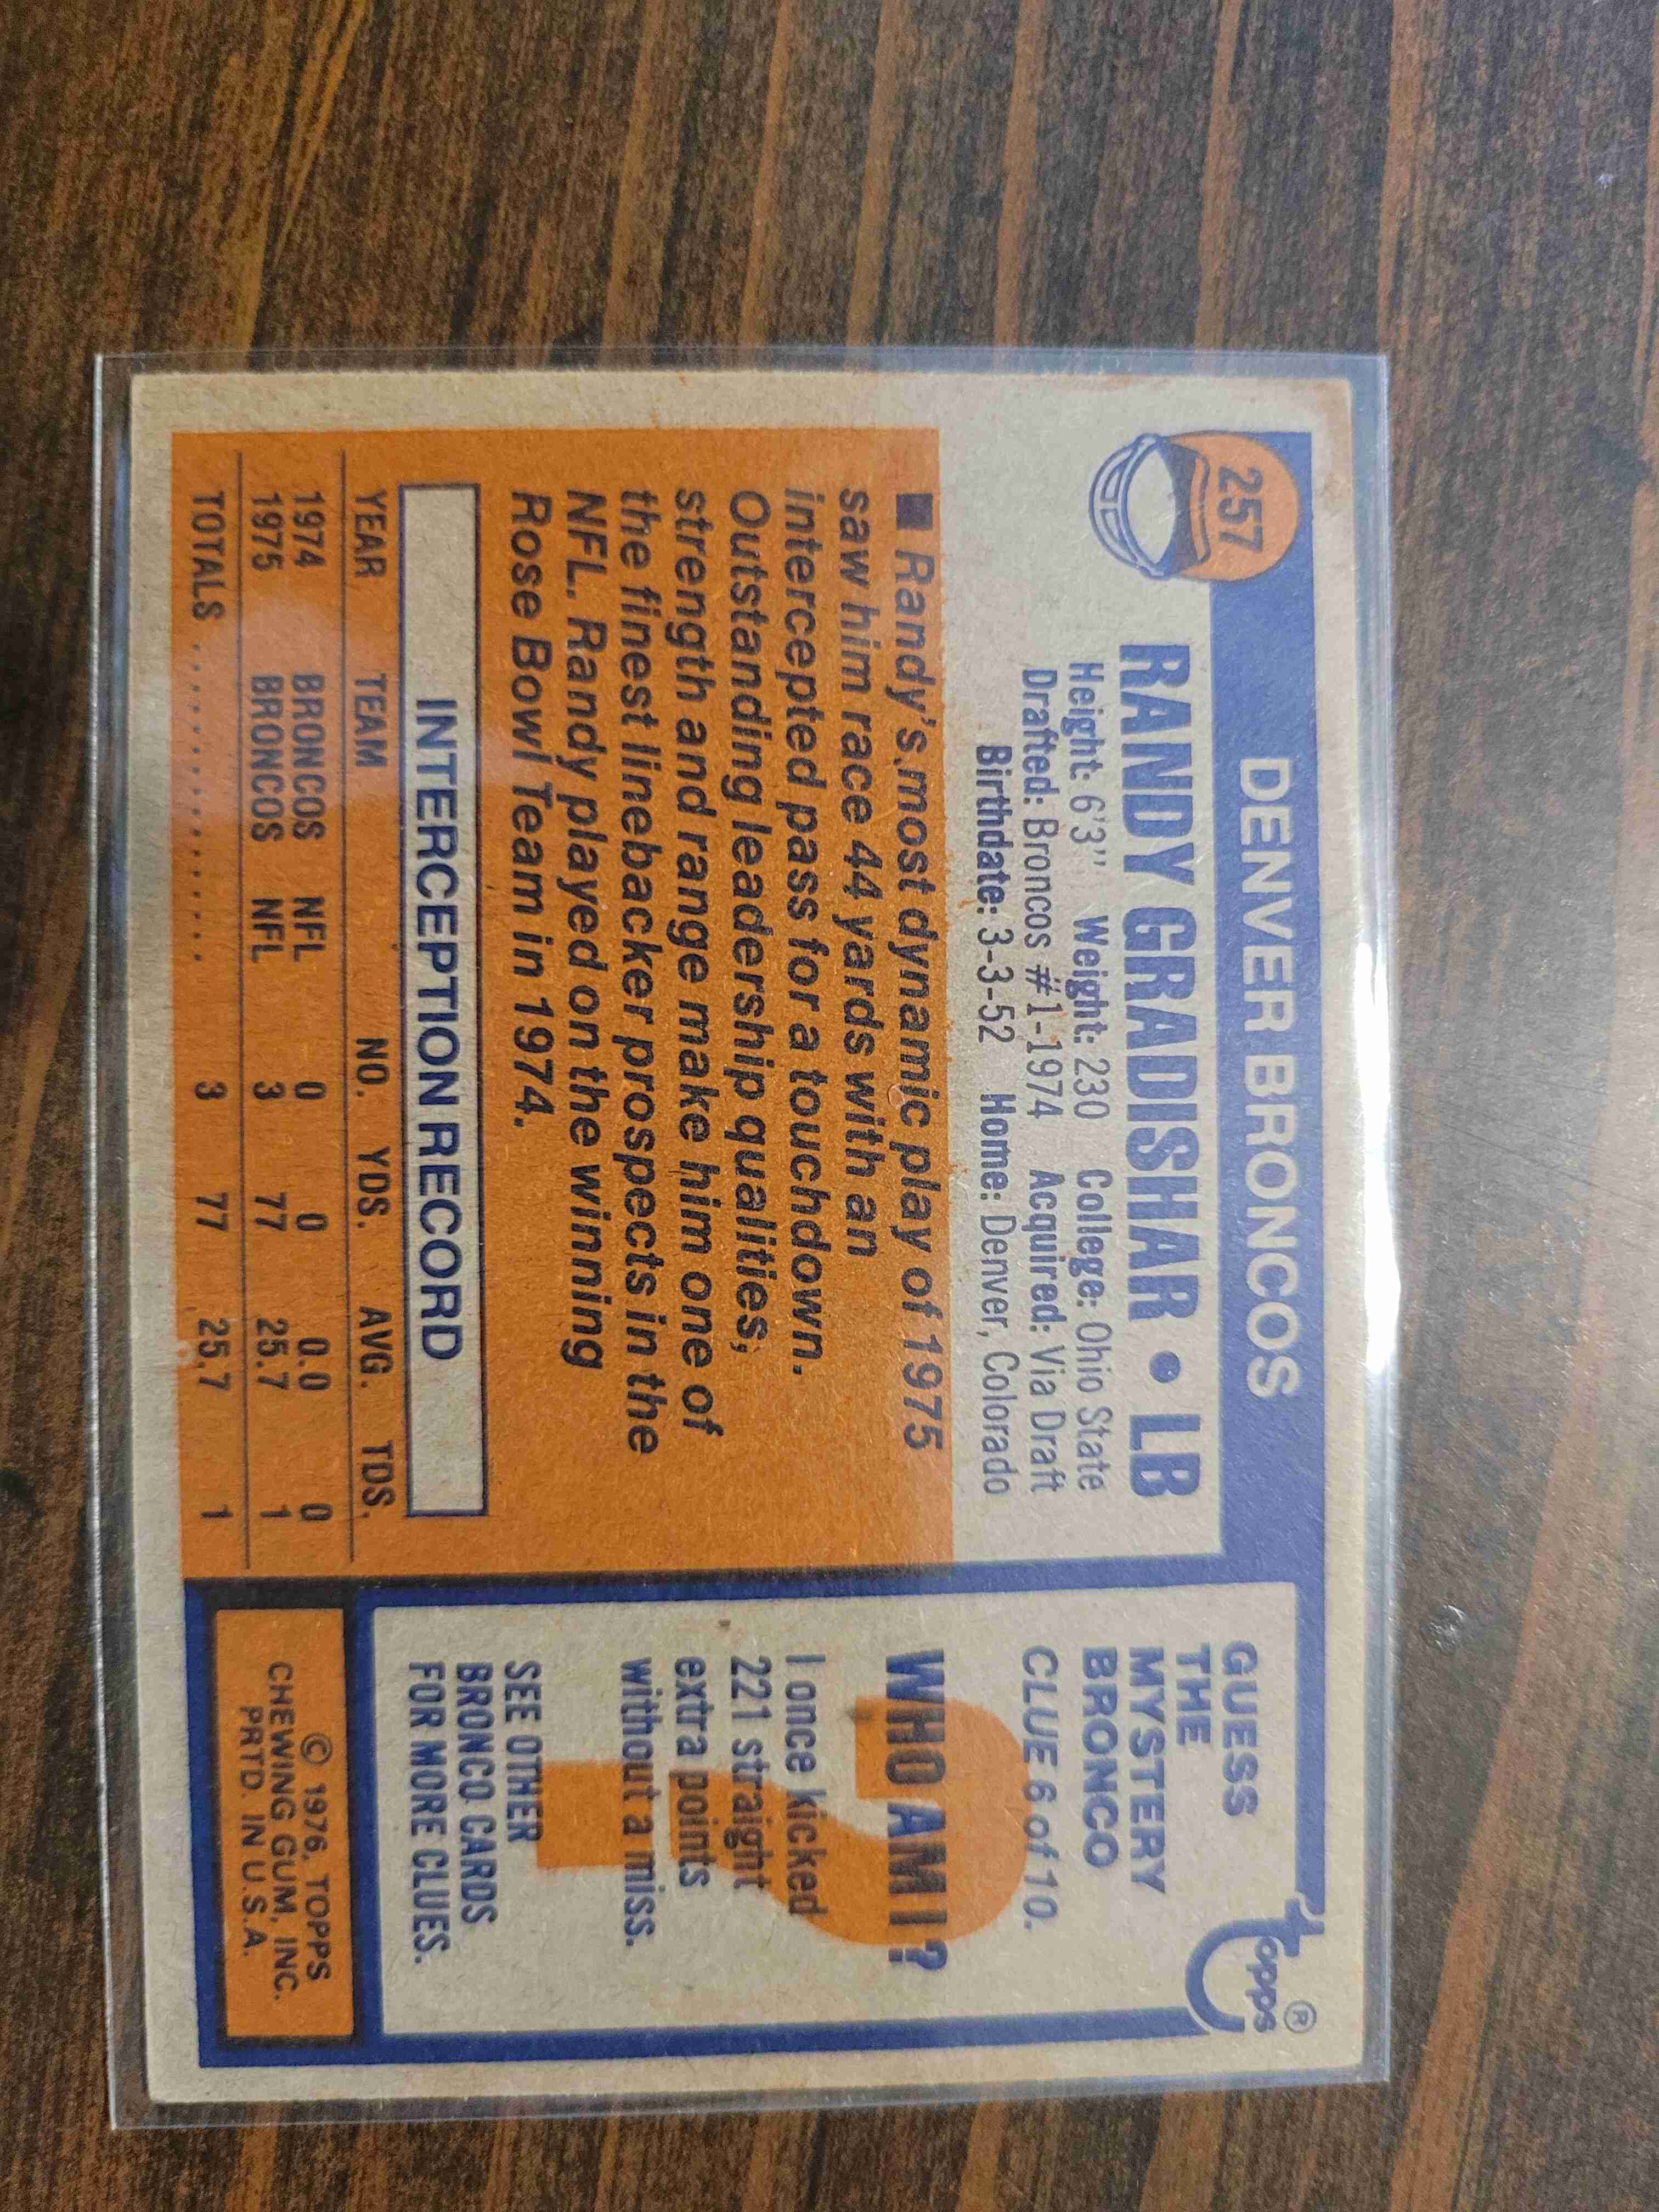 257
DENVER BRONCOS
RANDY GRADISHAR • LB
Height: 6'3" Weight: 230 College: Ohio State
Drafted: Broncos #1-1974 Acquired: Via Draft
Birthdate: 3-3-52 Home: Denver, Colorado
■ Randy's most dynamic play of 1975
saw him race 44 yards with an
intercepted pass for a touchdown.
Outstanding leadership qualities,
strength and range make him one of
the finest linebacker prospects in the
NFL. Randy played on the winning
Rose Bowl Team in 1974.
INTERCEPTION RECORD
YEAR TEAM NO. YDS. AVG. TDS.
1974 BRONCOS NFL 0 0 0.0 0
1975 BRONCOS NFL 3 77 25.7 1
TOTALS .................. 3 77 25.7 1
topps®
GUESS
THE
MYSTERY
BRONCO
CLUE 6 of 10.
WHO AM I?
I once kicked
221 straight
extra points
without a miss.
SEE OTHER
BRONCO CARDS
FOR MORE CLUES.
© 1976, TOPPS
CHEWING GUM, INC.
PRTD. IN U.S.A.